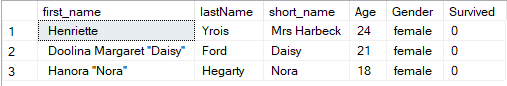 first_name lastName short_name Age Gender Survived
1 Henriette Yrois Mrs Harbeck 24 female 0
2 Doolina Margaret "Daisy" Ford Daisy 21 female 0
3 Hanora "Nora" Hegarty Nora 18 female 0